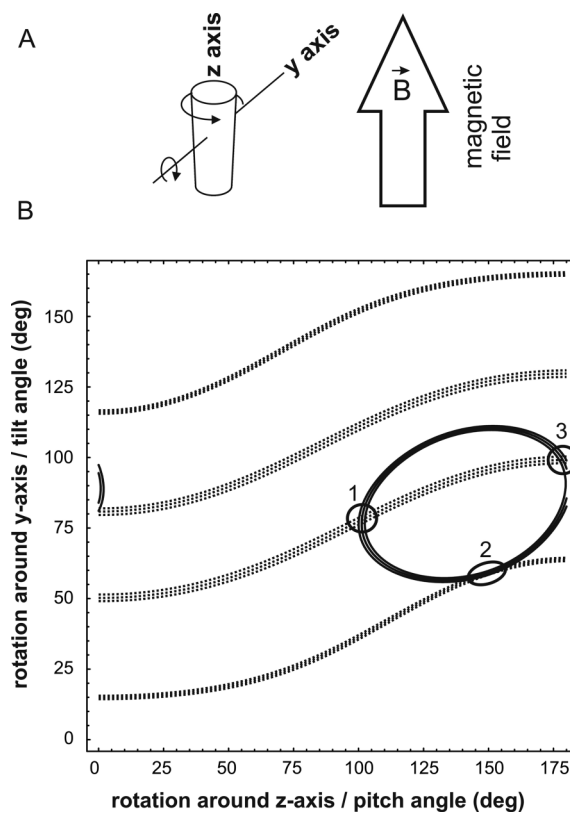 A
z axis
y axis
B
magnetic
field
B
rotation around y-axis / tilt angle (deg)
150
125
100
75
50
25
0
1
2
3
0
25
50
75
100
125
150
175
rotation around z-axis / pitch angle (deg)